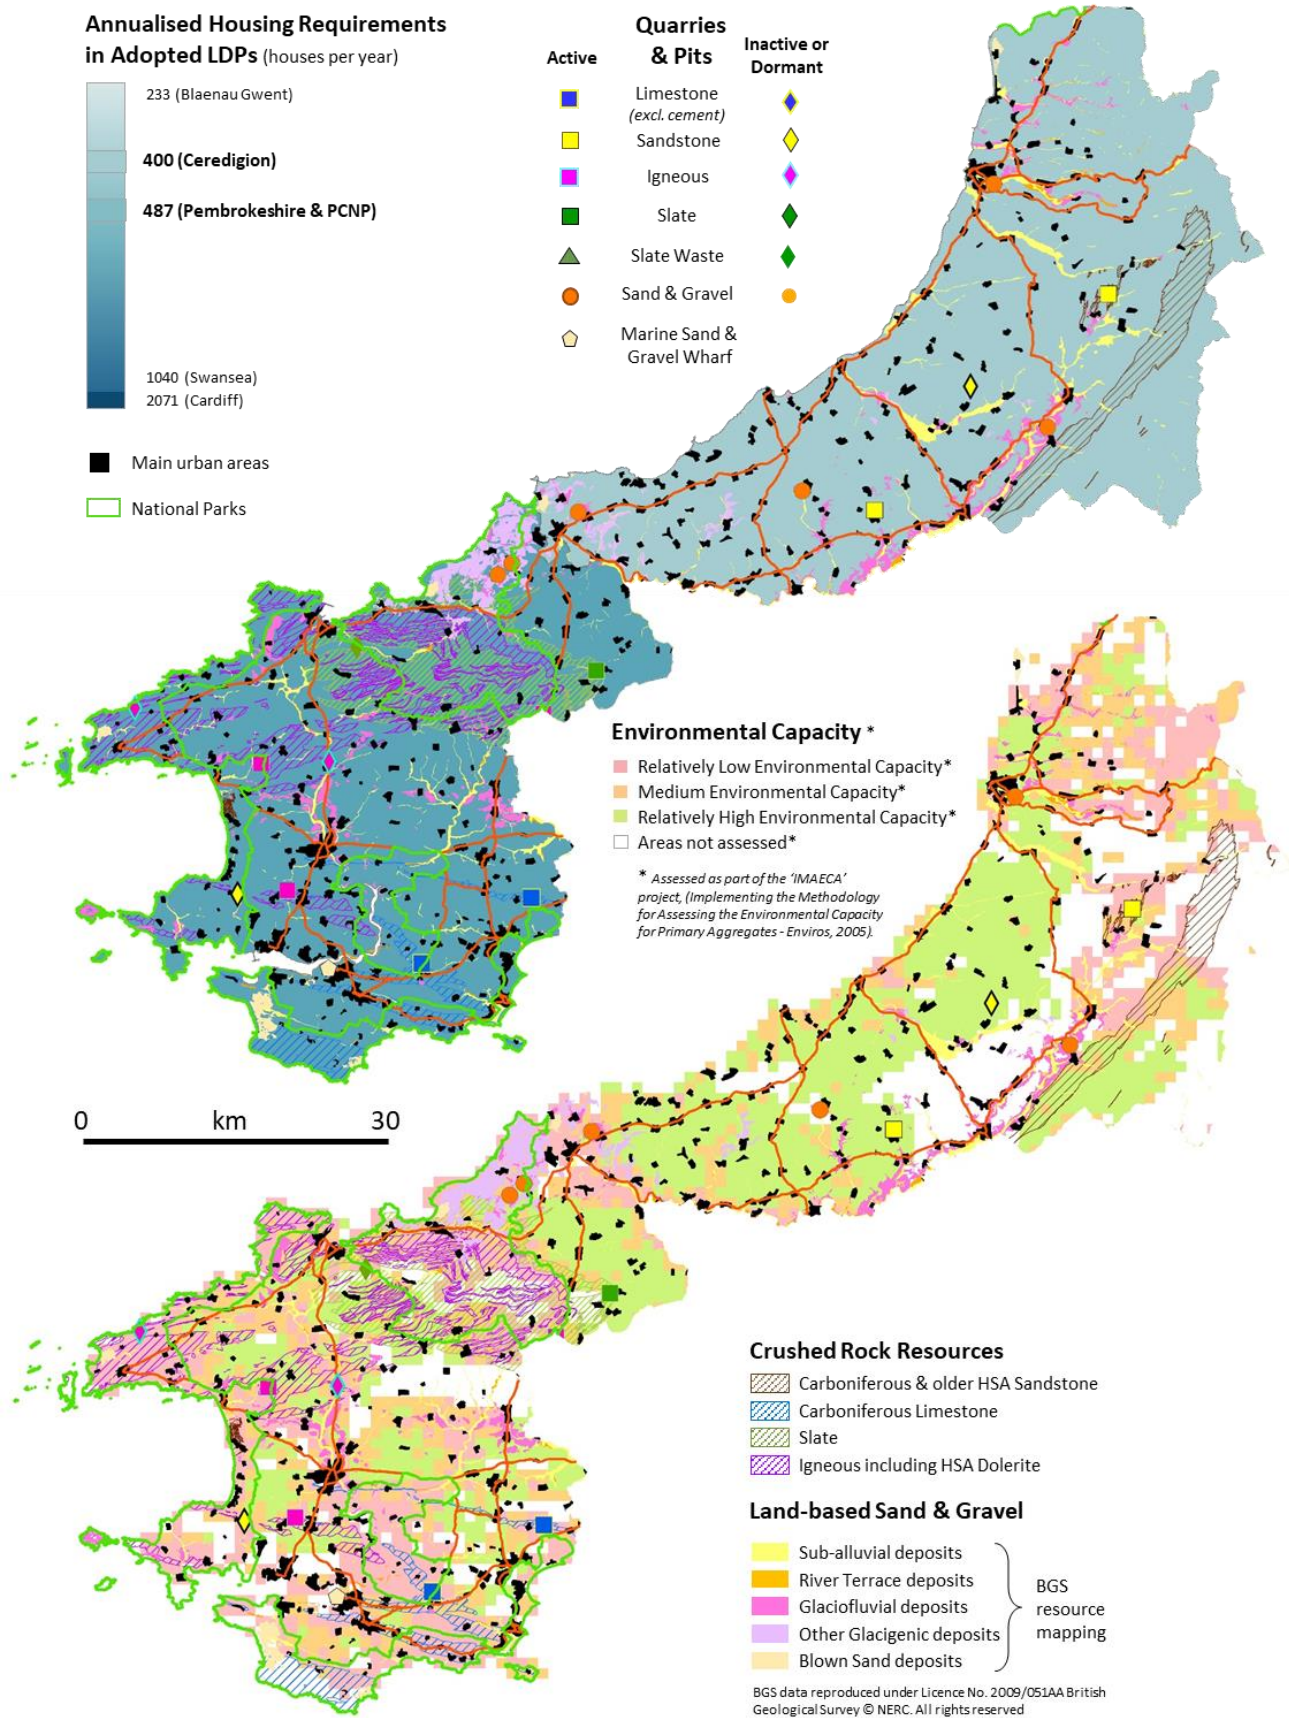 Annualised Housing Requirements
in Adopted LDPs (houses per year)
233 (Blaenau Gwent)
400 (Ceredigion)
487 (Pembrokeshire & PCNP)
1040 (Swansea)
2071 (Cardiff)
Main urban areas
National Parks
Quarries
& Pits
Active
Inactive or
Dormant
Limestone
(excl. cement)
Sandstone
Igneous
Slate
Slate Waste
Sand & Gravel
Marine Sand &
Gravel Wharf
Environmental Capacity *
Relatively Low Environmental Capacity*
Medium Environmental Capacity*
Relatively High Environmental Capacity*
Areas not assessed*
* Assessed as part of the ‘IMAECA’
project, (Implementing the Methodology
for Assessing the Environmental Capacity
for Primary Aggregates - Enviros, 2005).
0 km 30
Crushed Rock Resources
Carboniferous & older HSA Sandstone
Carboniferous Limestone
Slate
Igneous including HSA Dolerite
Land-based Sand & Gravel
Sub-alluvial deposits
River Terrace deposits
Glaciofluvial deposits
Other Glacigenic deposits
Blown Sand deposits
BGS
resource
mapping
BGS data reproduced under Licence No. 2009/051AA British
Geological Survey © NERC. All rights reserved